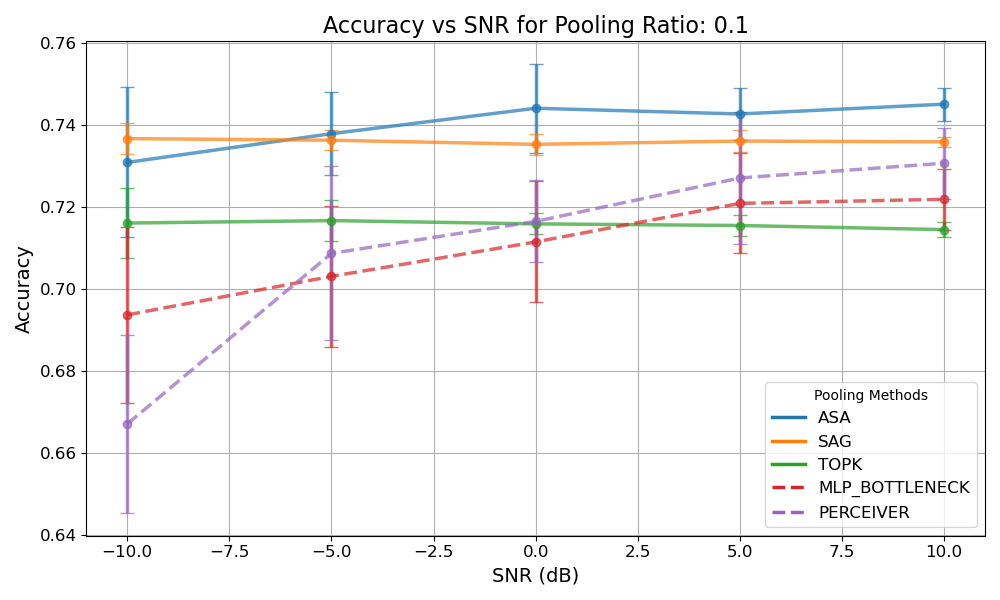 Accuracy vs SNR for Pooling Ratio: 0.1
Accuracy
0.76
0.74
0.72
0.70
0.68
0.66
0.64
−10.0
−7.5
−5.0
−2.5
0.0
2.5
5.0
7.5
10.0
SNR (dB)
Pooling Methods
ASA
SAG
TOPK
MLP_BOTTLENECK
PERCEIVER